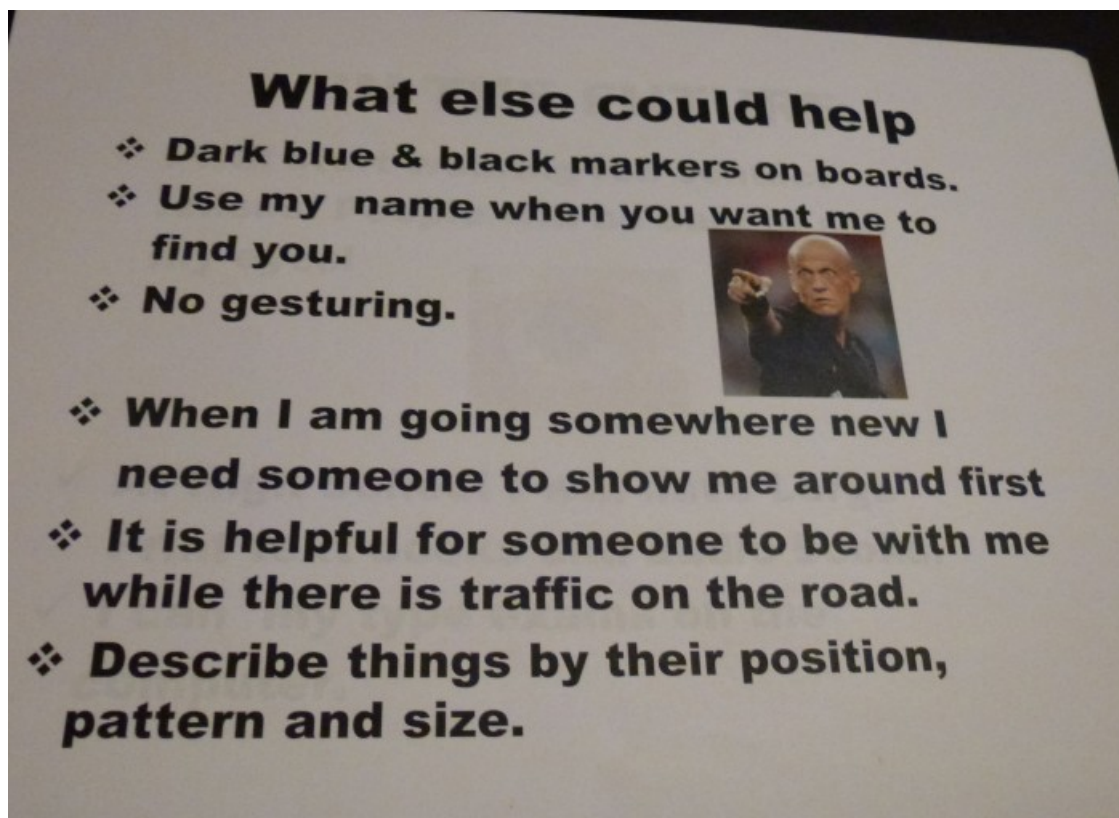 What else could help
❖ Dark blue & black markers on boards.
❖ Use my name when you want me to
find you.
❖ No gesturing.
❖ When I am going somewhere new I
need someone to show me around first
❖ It is helpful for someone to be with me
while there is traffic on the road.
❖ Describe things by their position,
pattern and size.